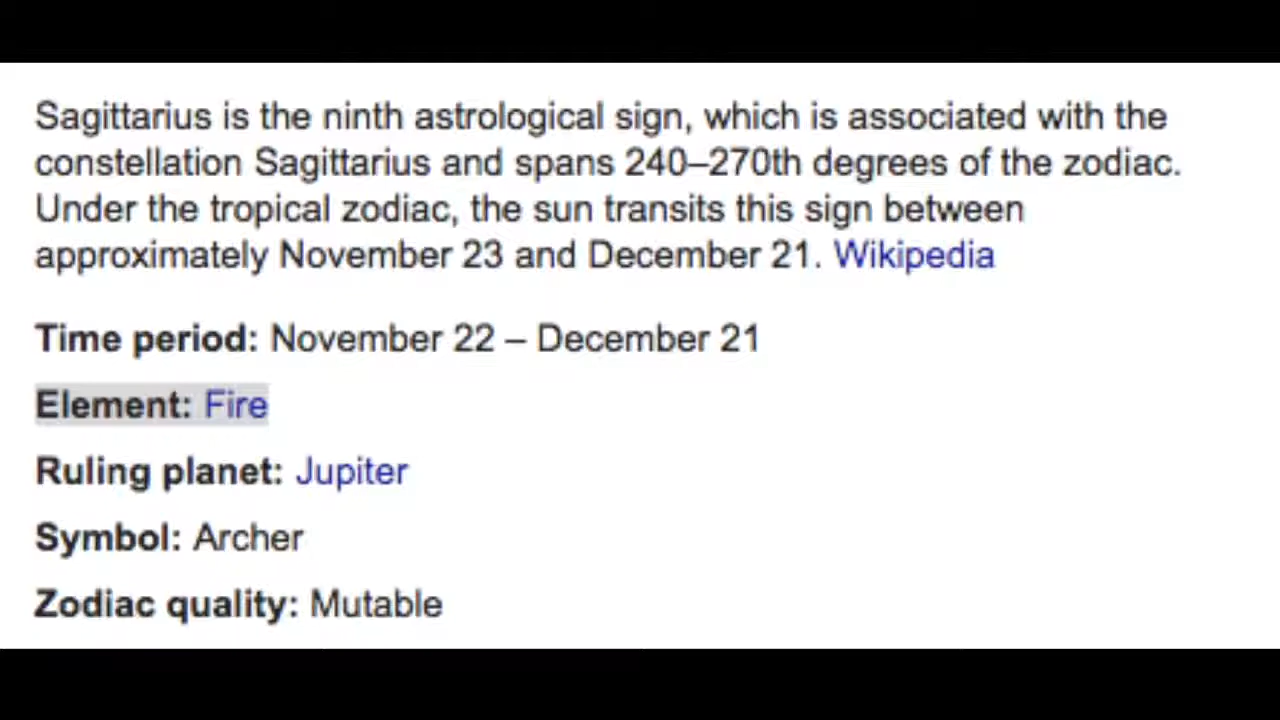 Sagittarius is the ninth astrological sign, which is associated with the
constellation Sagittarius and spans 240–270th degrees of the zodiac.
Under the tropical zodiac, the sun transits this sign between
approximately November 23 and December 21. Wikipedia
Time period: November 22 – December 21
Element: Fire
Ruling planet: Jupiter
Symbol: Archer
Zodiac quality: Mutable